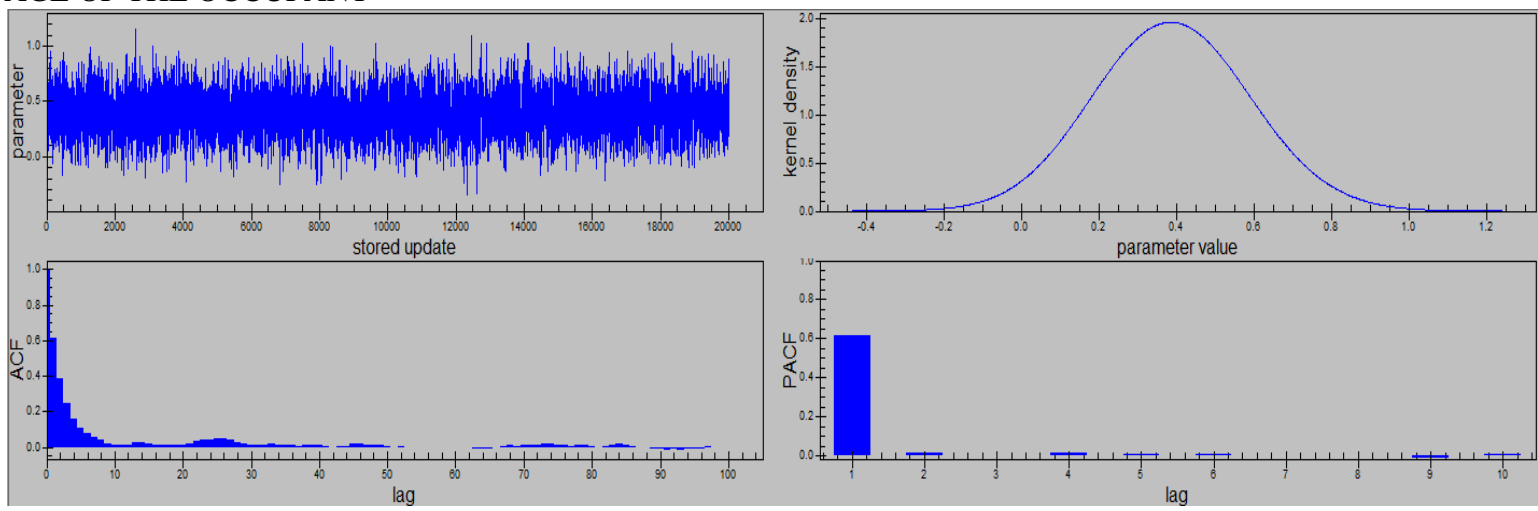 AGE OF THE OCCUPANT
parameter
1.0
0.5
0.0
0 2000 4000 6000 8000 10000 12000 14000 16000 18000 20000
stored update
kernel density
2.0
1.5
1.0
0.5
0.0
-0.4 -0.2 0.0 0.2 0.4 0.6 0.8 1.0 1.2
parameter value
ACF
1.0
0.8
0.6
0.4
0.2
0.0
0 10 20 30 40 50 60 70 80 90 100
lag
PACF
1.0
0.8
0.6
0.4
0.2
0.0
1 2 3 4 5 6 7 8 9 10
lag